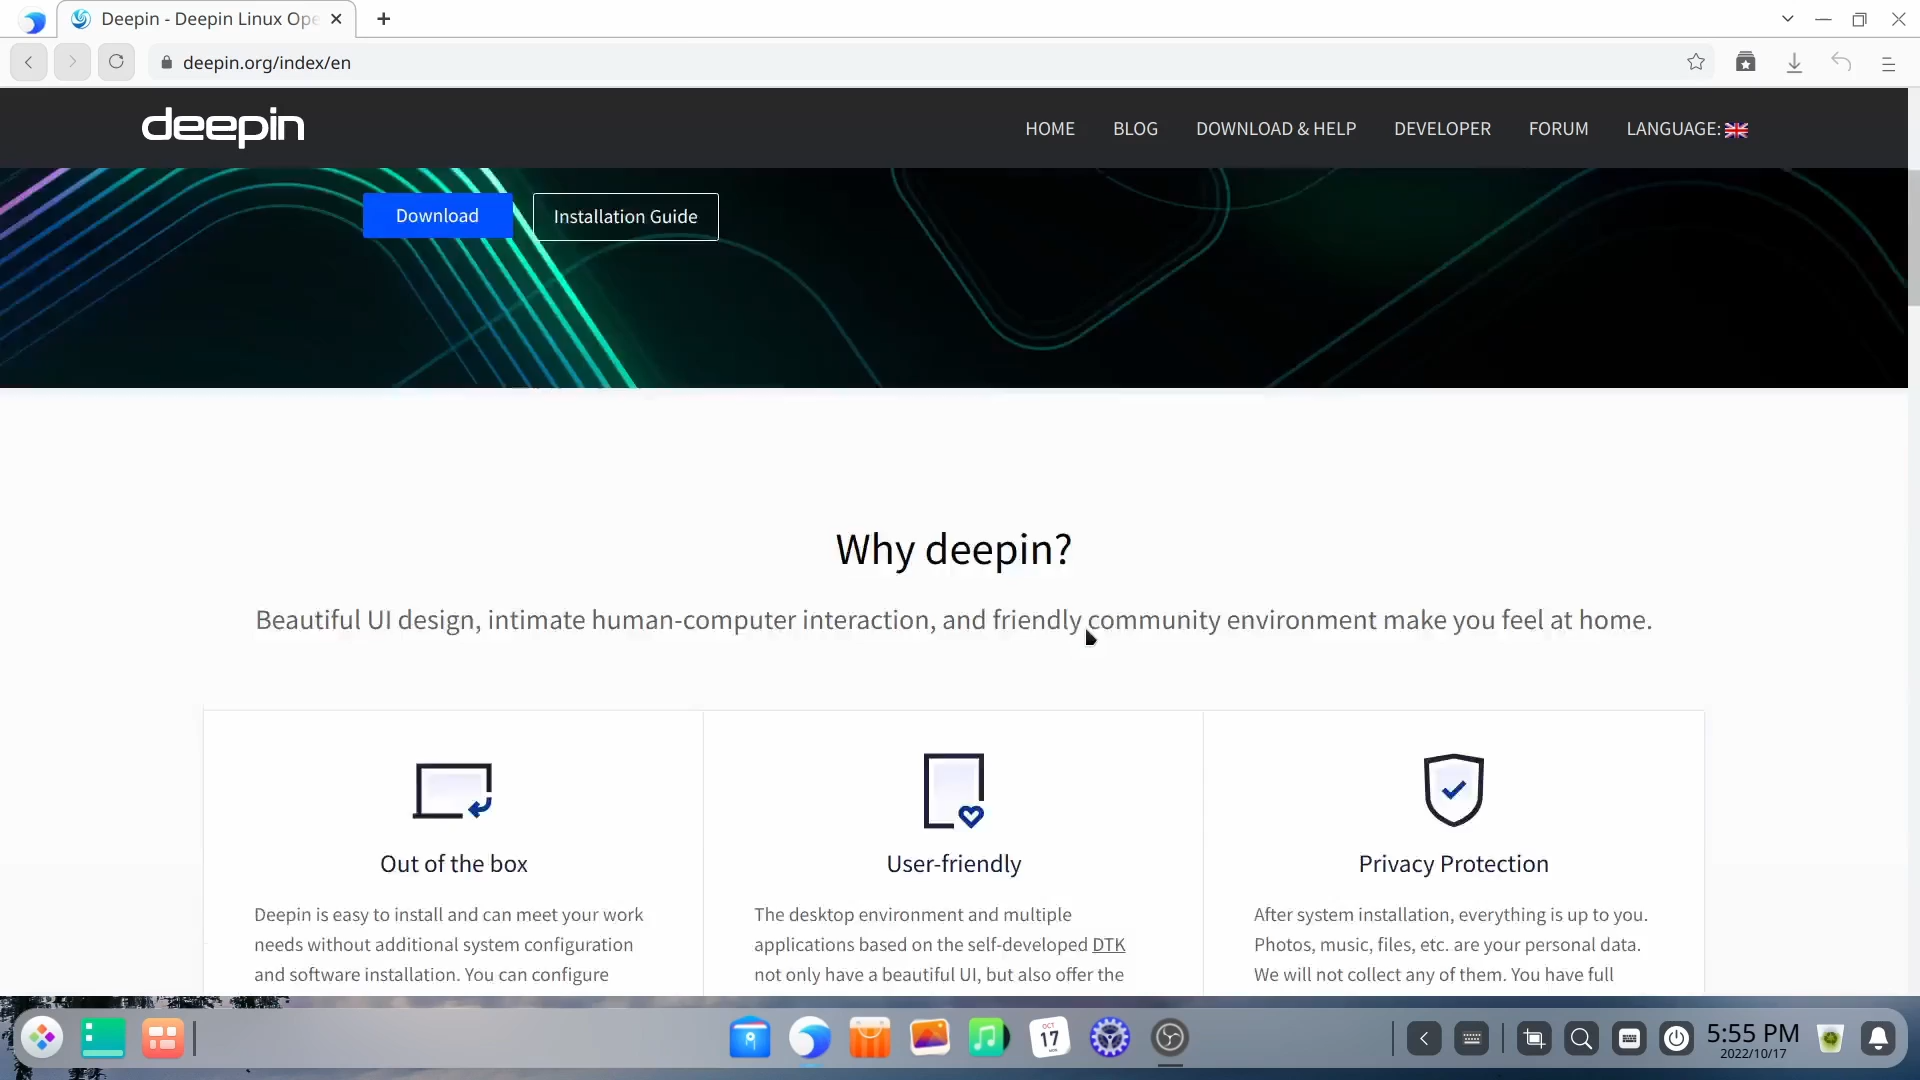 Deepin - Deepin Linux Ope
deepin.org/index/en
deepin
HOME
BLOG
DOWNLOAD & HELP
DEVELOPER
FORUM
LANGUAGE:
Download
Installation Guide
Why deepin?
Beautiful UI design, intimate human-computer interaction, and friendly community environment make you feel at home.
Out of the box
Deepin is easy to install and can meet your work
needs without additional system configuration
and software installation. You can configure
User-friendly
The desktop environment and multiple
applications based on the self-developed DTK
not only have a beautiful UI, but also offer the
Privacy Protection
After system installation, everything is up to you.
Photos, music, files, etc. are your personal data.
We will not collect any of them. You have full
OCT
17
5:55 PM
2022/10/17